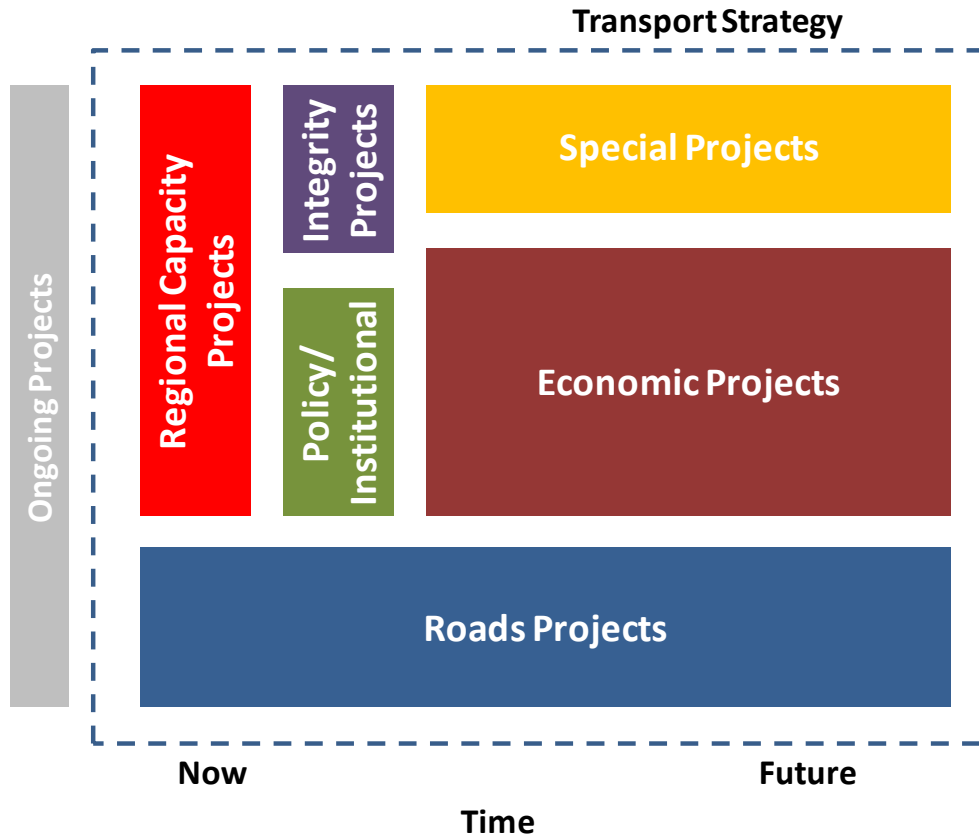 Transport Strategy
Ongoing Projects
Regional Capacity
Projects
Integrity
Projects
Policy/
Institutional
Special Projects
Economic Projects
Roads Projects
Now
Future
Time